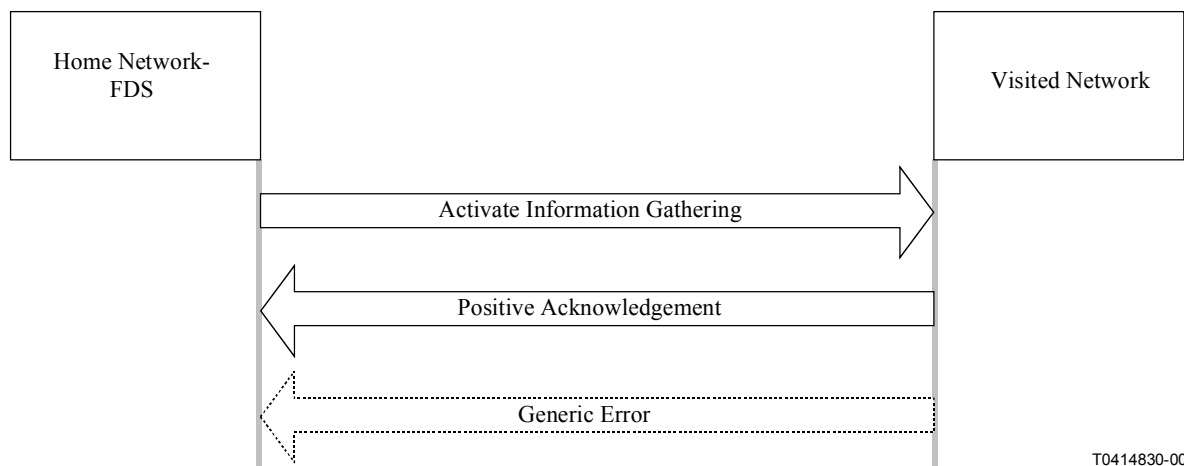 Home Network-
FDS
Visited Network
Activate Information Gathering
Positive Acknowledgement
Generic Error
T0414830-00